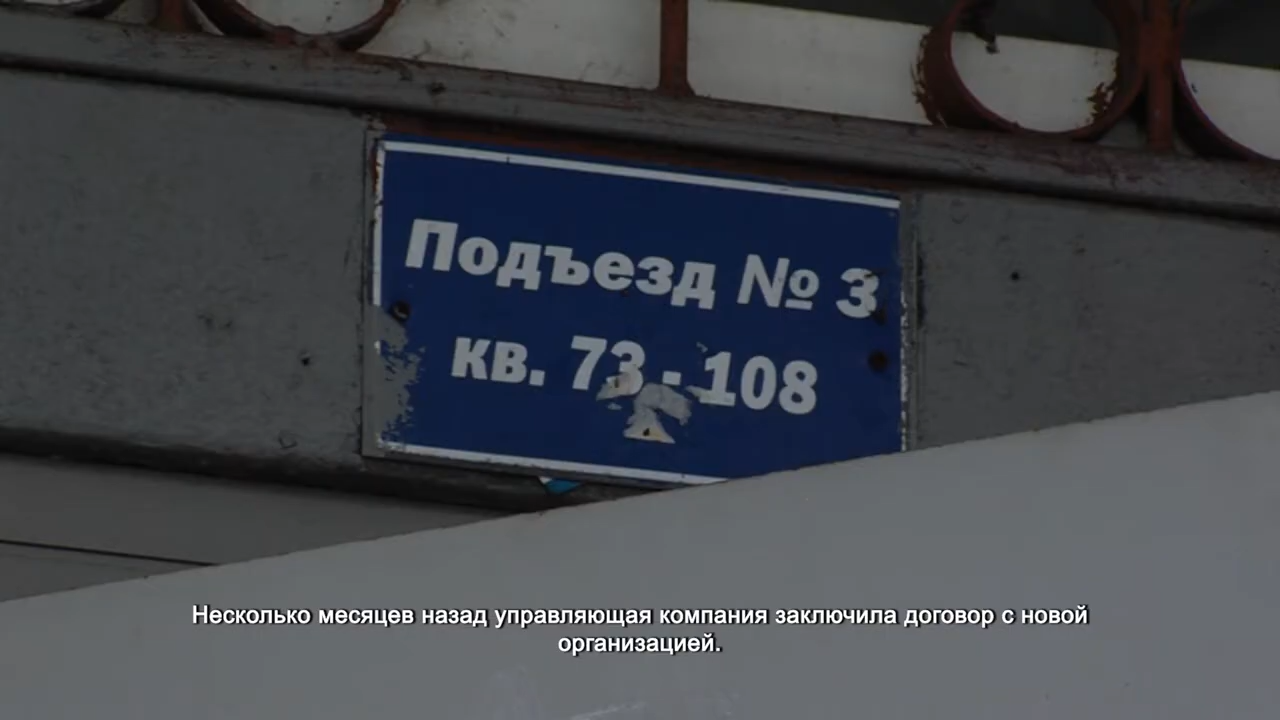 Подъезд № 3
кв. 73 - 108
Несколько месяцев назад управляющая компания заключила договор с новой
организацией.